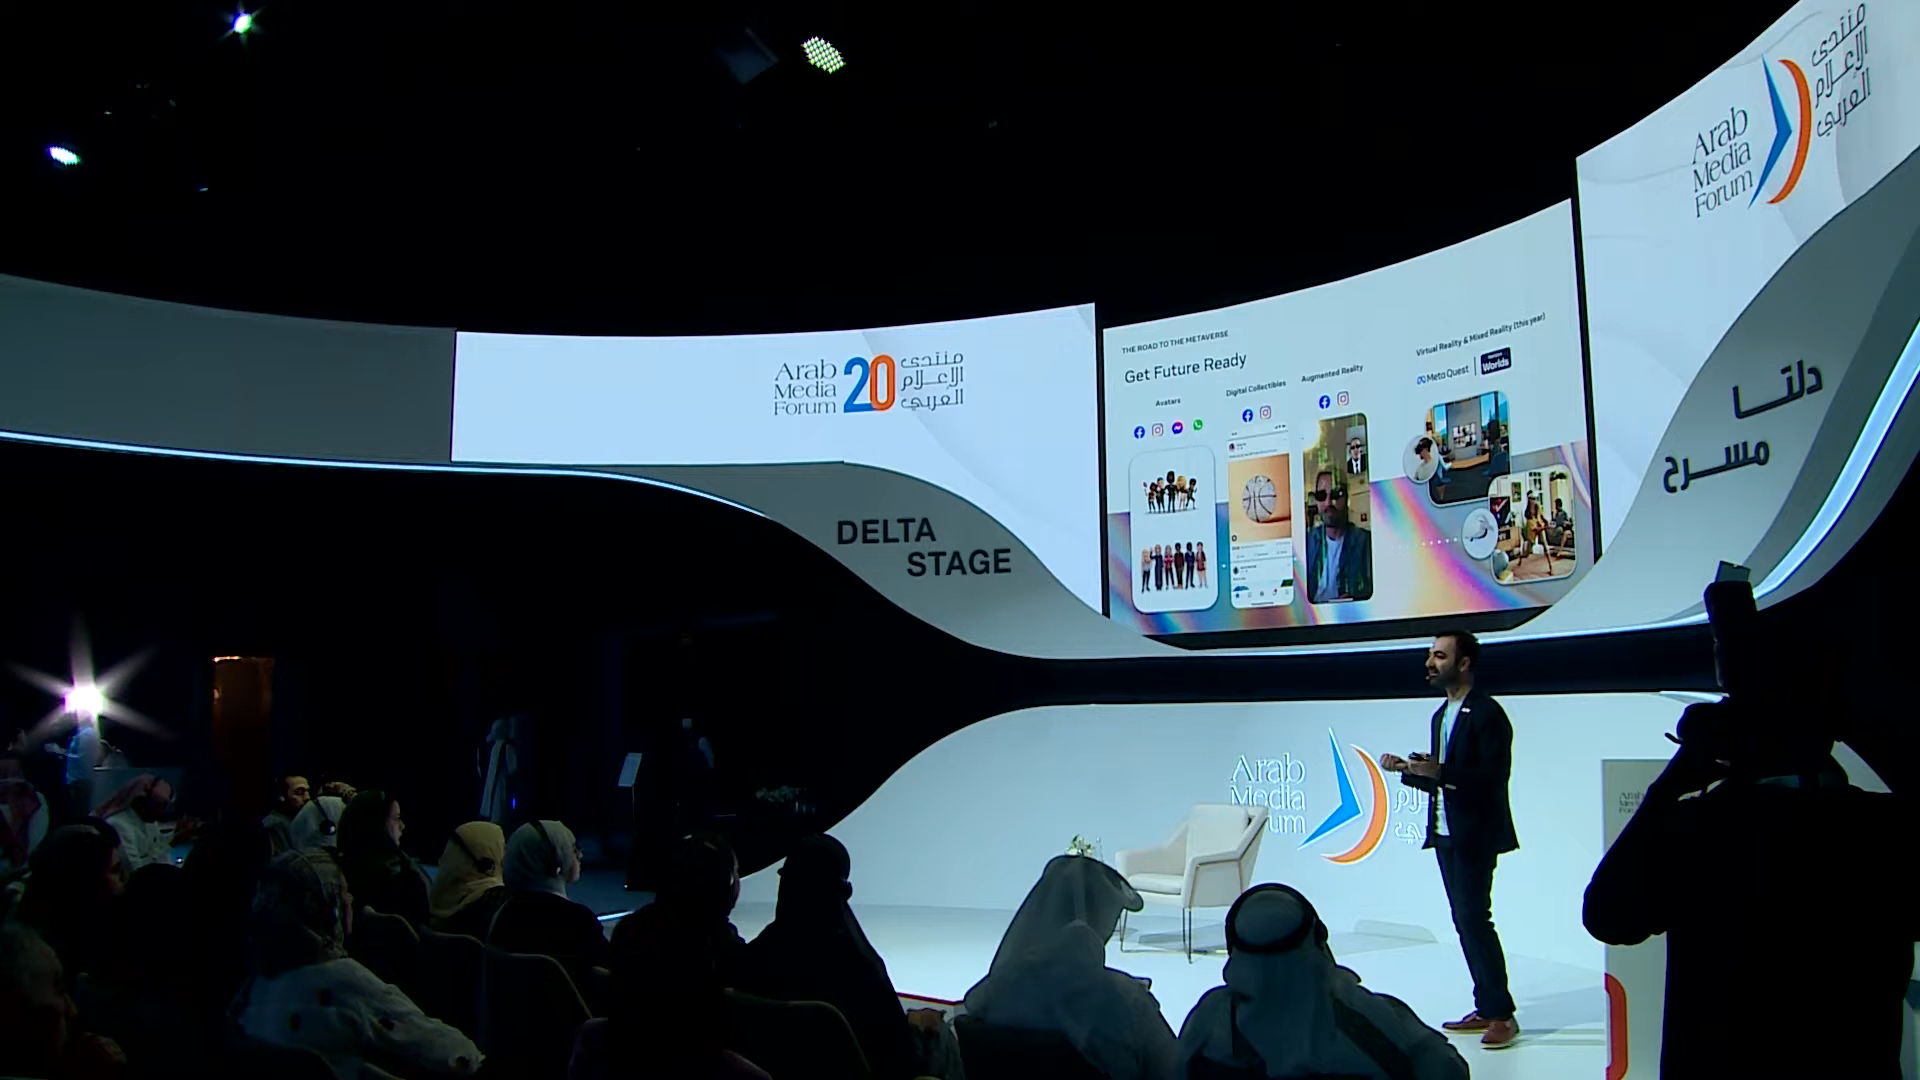 Arab
Media
Forum
20
منتدى
الإعلام
العربي
DELTA
STAGE
THE ROAD TO THE METAVERSE
Get Future Ready
Avatars
Digital Collectibles
Augmented Reality
Virtual Reality & Mixed Reality (this year)
Meta Quest
Worlds
Arab
Media
Forum
منتدى
الإعلام
العربي
دلتا
مسرح
Arab
Media